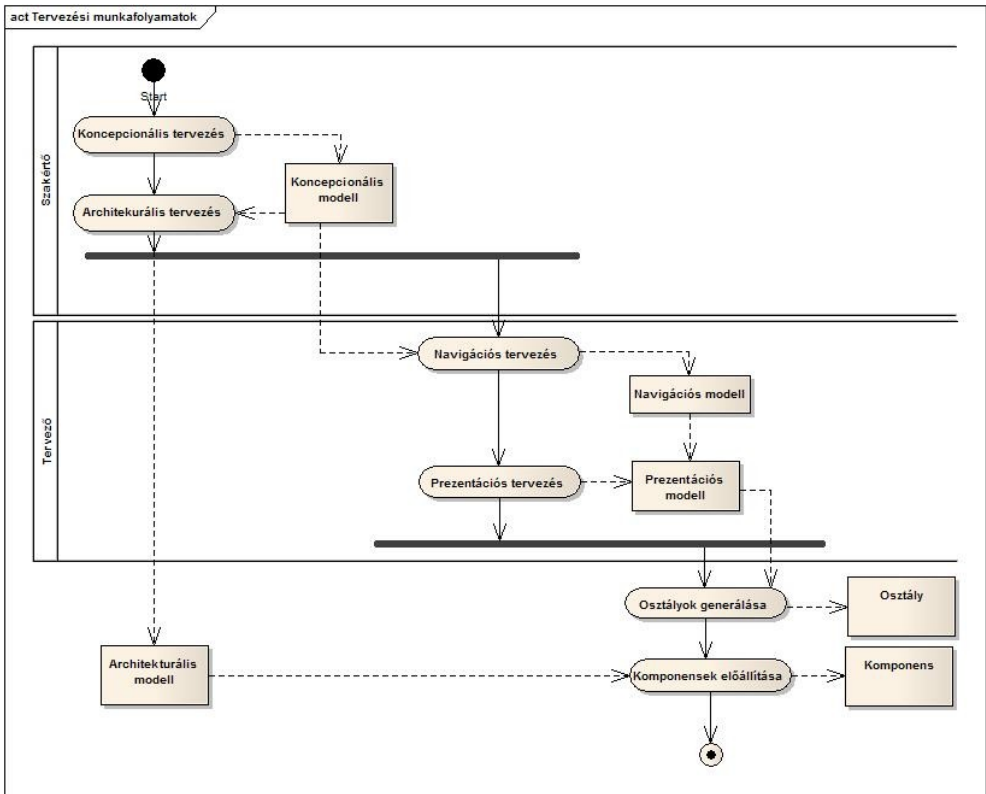 act Tervezési munkafolyamatok
Szakértő
Start
Koncepcionális tervezés
Koncepcionális
modell
Architekurális tervezés
Tervező
Navigációs tervezés
Navigációs modell
Prezentációs tervezés
Prezentációs
modell
Osztályok generálása
Osztály
Architekturális
modell
Komponensek előállítása
Komponens